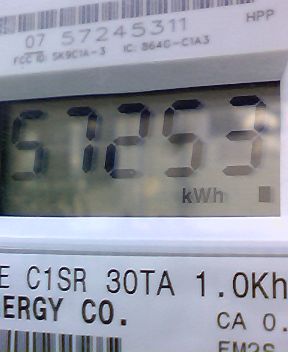 HPP
07 57245311
FCC ID: SK9C1A-3 IC: 864G-C1A3
57253
kWh
E C1SR 30TA 1.0Kh
ERGY CO.
CA 0.
FM2S